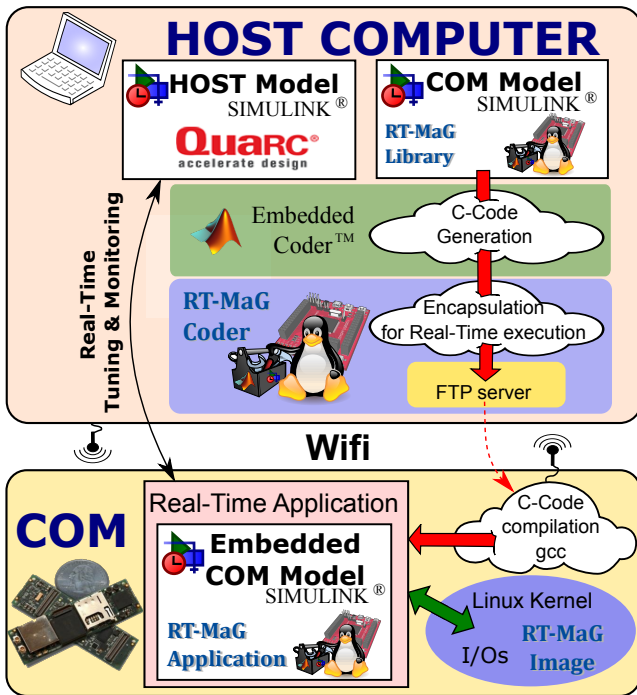 HOST COMPUTER
HOST Model
SIMULINK ®
QUARC®
accelerate design
COM Model
SIMULINK ®
RT-MaG
Library
Real-Time
Tuning & Monitoring
Embedded
Coder™
C-Code
Generation
RT-MaG
Coder
Encapsulation
for Real-Time execution
FTP server
Wifi
COM
Real-Time Application
Embedded
COM Model
SIMULINK ®
RT-MaG
Application
C-Code
compilation
gcc
Linux Kernel
I/Os
RT-MaG
Image